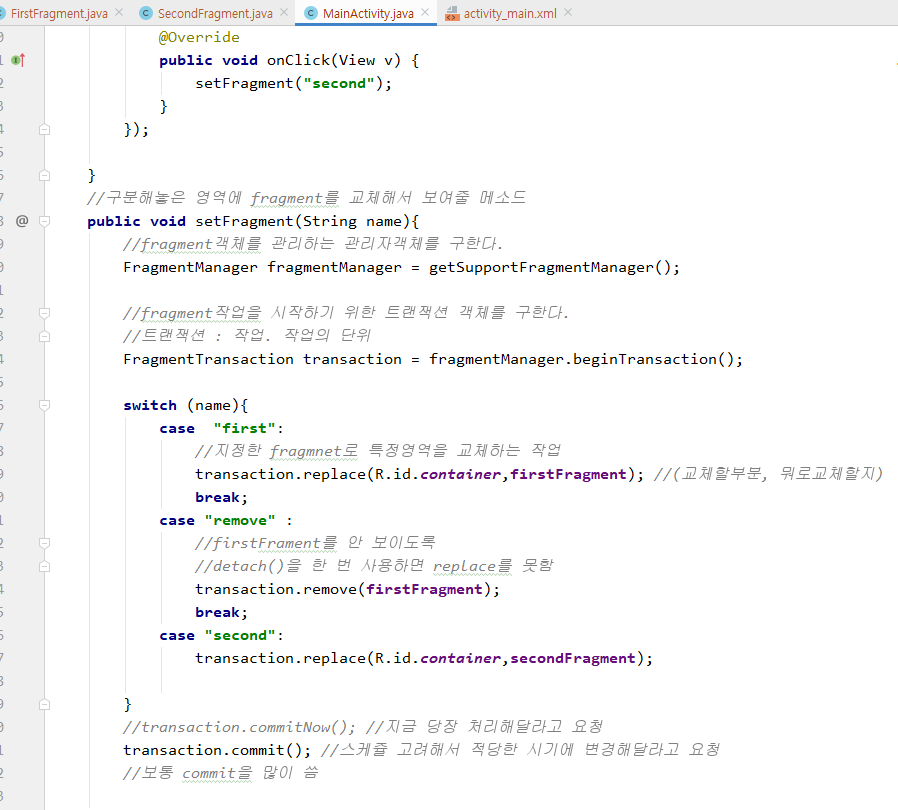 FirstFragment.java × SecondFragment.java × MainActivity.java × activity_main.xml ×
@Override
public void onClick(View v) {
setFragment("second");
}
});
}
//구분해놓은 영역에 fragment를 교체해서 보여줄 메소드
@ public void setFragment(String name){
//fragment객체를 관리하는 관리자객체를 구한다.
FragmentManager fragmentManager = getSupportFragmentManager();
//fragment작업을 시작하기 위한 트랜잭션 객체를 구한다.
//트랜잭션 : 작업. 작업의 단위
FragmentTransaction transaction = fragmentManager.beginTransaction();
switch (name){
case  "first":
//지정한 fragmnet로 특정영역을 교체하는 작업
transaction.replace(R.id.container,firstFragment); //(교체할부분, 뭐로교체할지)
break;
case "remove" :
//firstFrament를 안 보이도록
//detach()을 한 번 사용하면 replace를 못함
transaction.remove(firstFragment);
break;
case "second":
transaction.replace(R.id.container,secondFragment);
}
//transaction.commitNow(); //지금 당장 처리해달라고 요청
transaction.commit(); //스케쥴 고려해서 적당한 시기에 변경해달라고 요청
//보통 commit을 많이 씀